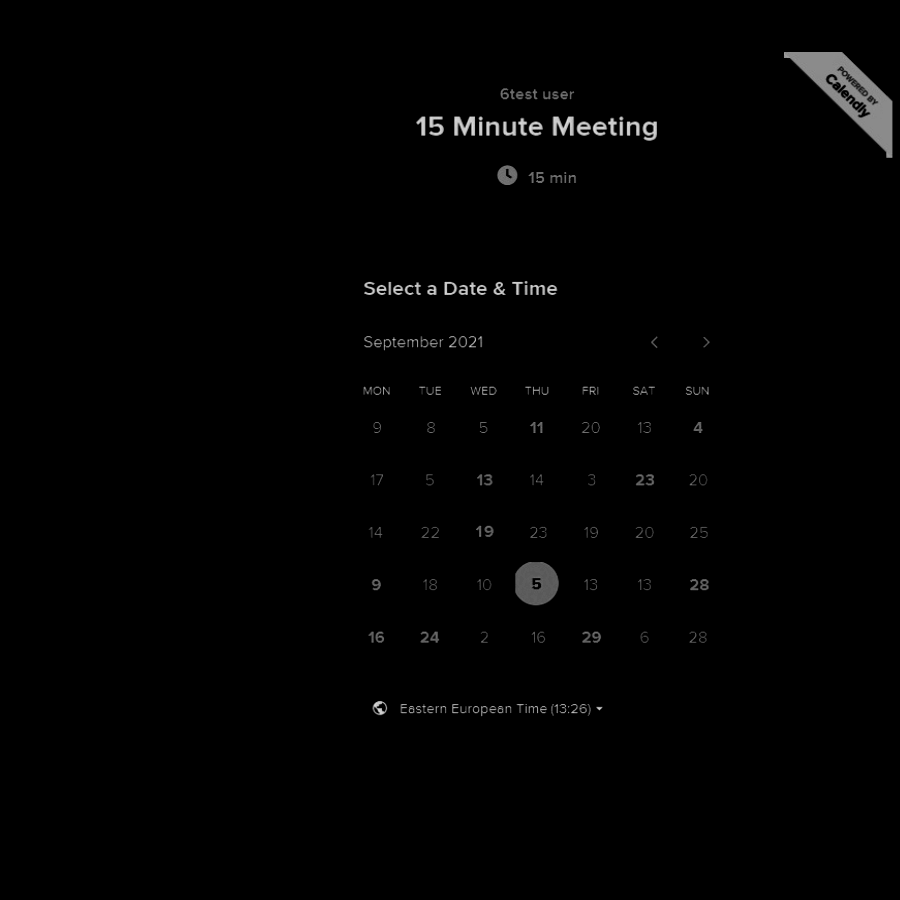 POWERED BY
Calendly
6test user
15 Minute Meeting
15 min
Select a Date & Time
September 2021
MON TUE WED THU FRI SAT SUN
9 8 5 11 20 13 4
17 5 13 14 3 23 20
14 22 19 23 19 20 25
9 18 10 5 13 13 28
16 24 2 16 29 6 28
Eastern European Time (13:26)